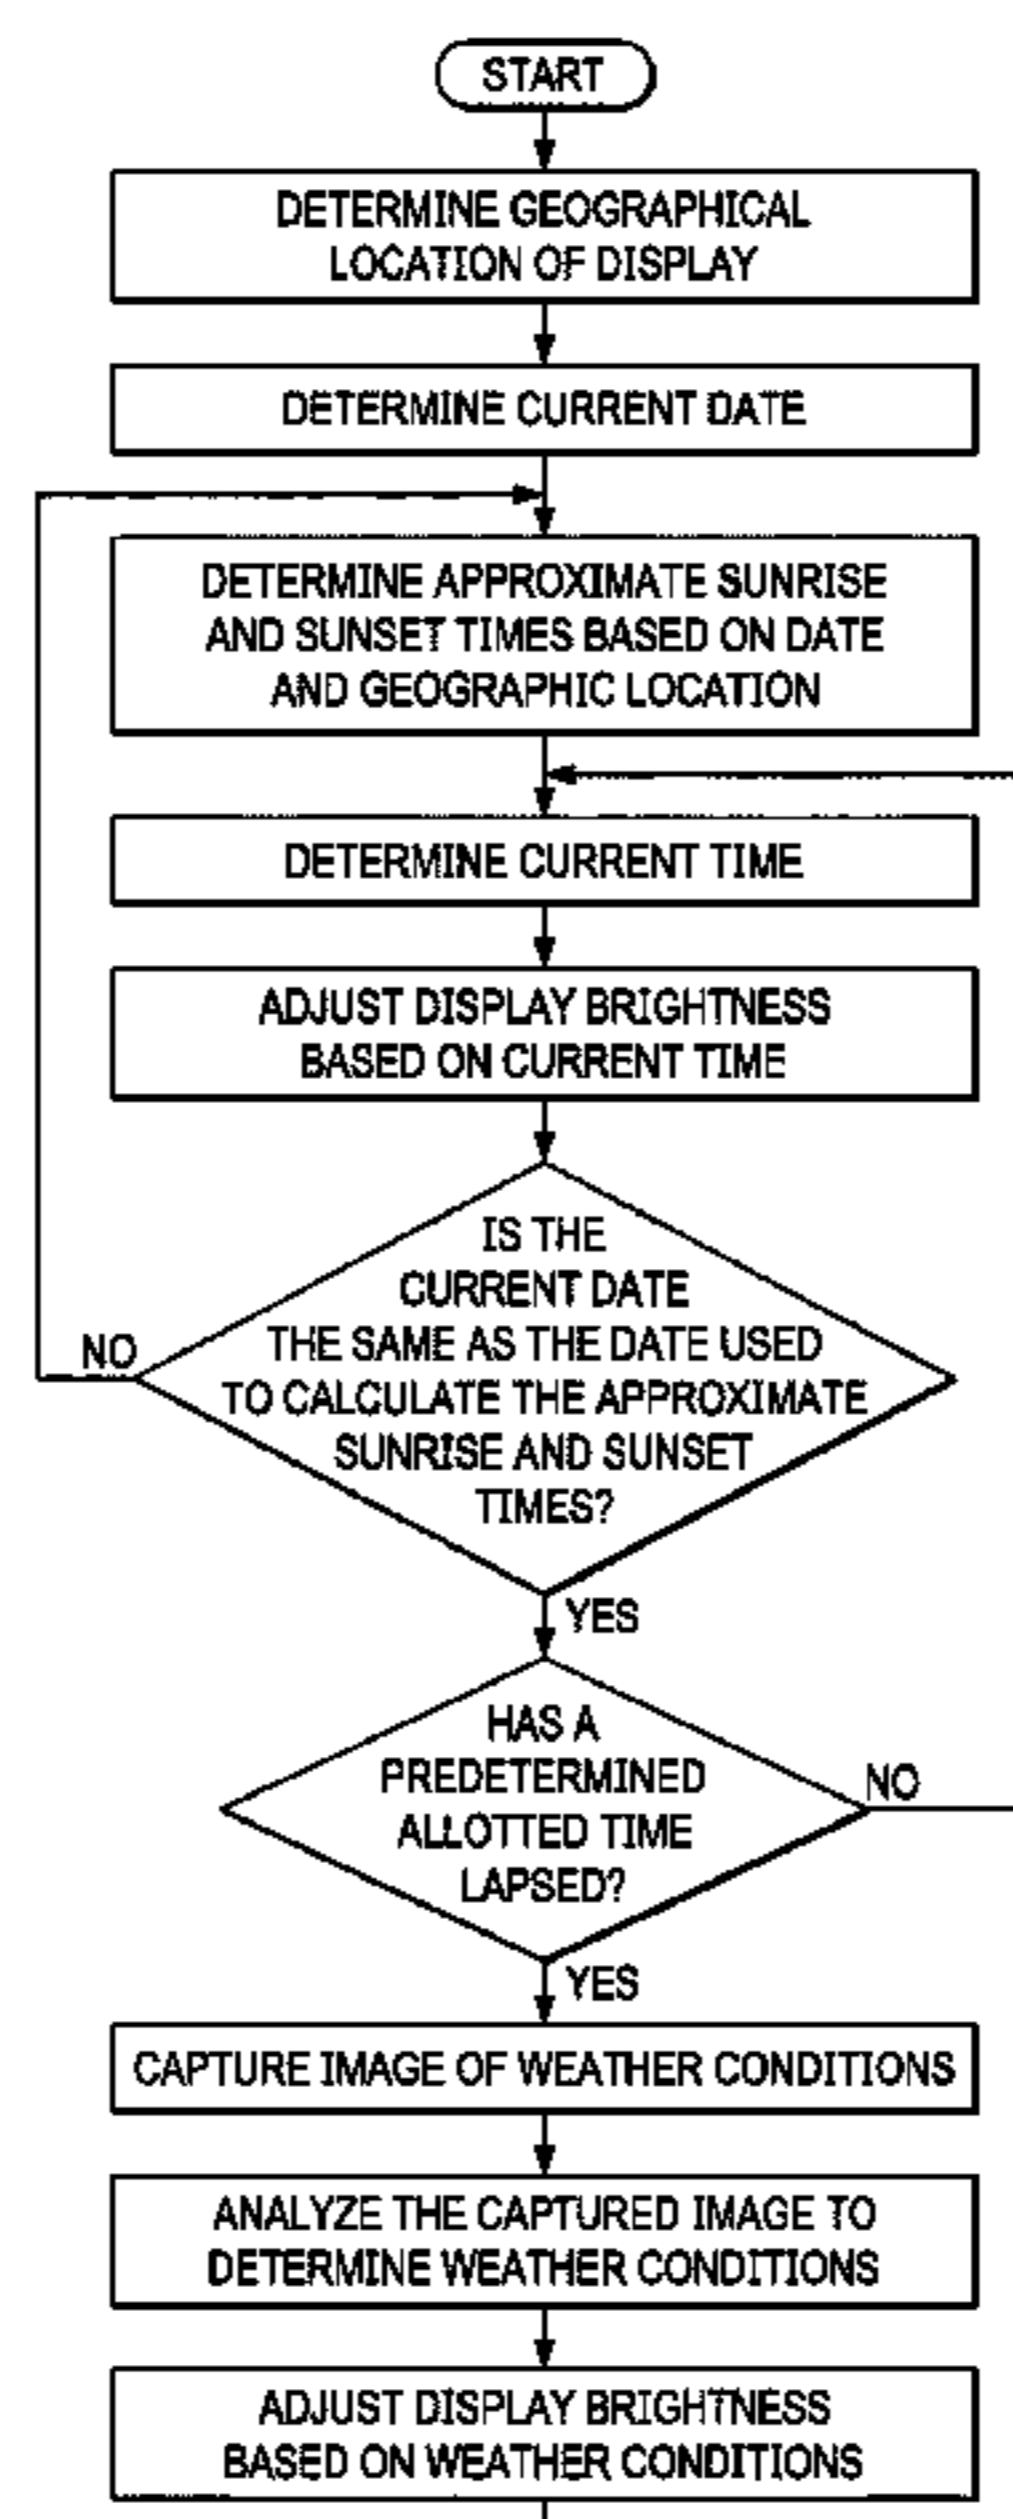 START
DETERMINE GEOGRAPHICAL
LOCATION OF DISPLAY
DETERMINE CURRENT DATE
DETERMINE APPROXIMATE SUNRISE
AND SUNSET TIMES BASED ON DATE
AND GEOGRAPHIC LOCATION
DETERMINE CURRENT TIME
ADJUST DISPLAY BRIGHTNESS
BASED ON CURRENT TIME
IS THE
CURRENT DATE
THE SAME AS THE DATE USED
TO CALCULATE THE APPROXIMATE
SUNRISE AND SUNSET
TIMES?
NO
YES
HAS A
PREDETERMINED
ALLOTTED TIME
LAPSED?
NO
YES
CAPTURE IMAGE OF WEATHER CONDITIONS
ANALYZE THE CAPTURED IMAGE TO
DETERMINE WEATHER CONDITIONS
ADJUST DISPLAY BRIGHTNESS
BASED ON WEATHER CONDITIONS